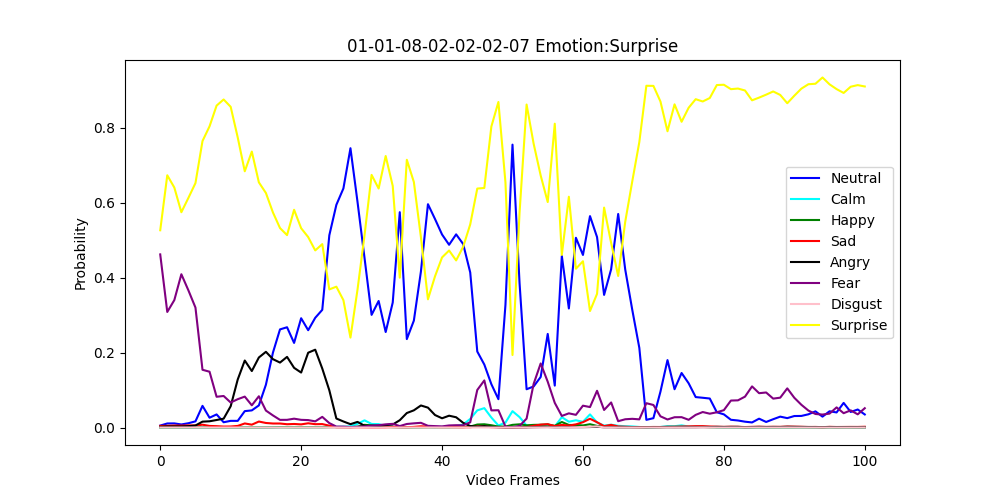 01-01-08-02-02-02-07 Emotion:Surprise
Probability
0.8
0.6
0.4
0.2
0.0
0 20 40 60 80 100
Video Frames
Neutral
Calm
Happy
Sad
Angry
Fear
Disgust
Surprise